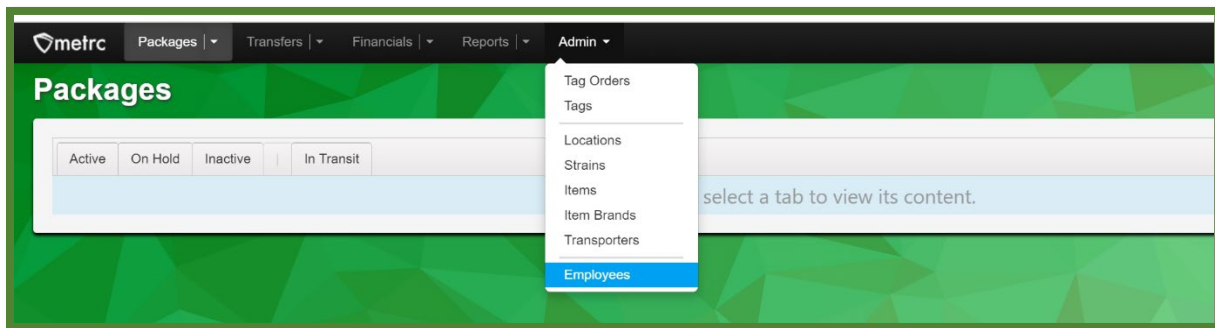 metrc Packages | Transfers | Financials | Reports | Admin
Packages
Tag Orders
Tags
Locations
Strains
Items
Item Brands
Transporters
Employees
Active On Hold Inactive | In Transit
select a tab to view its content.